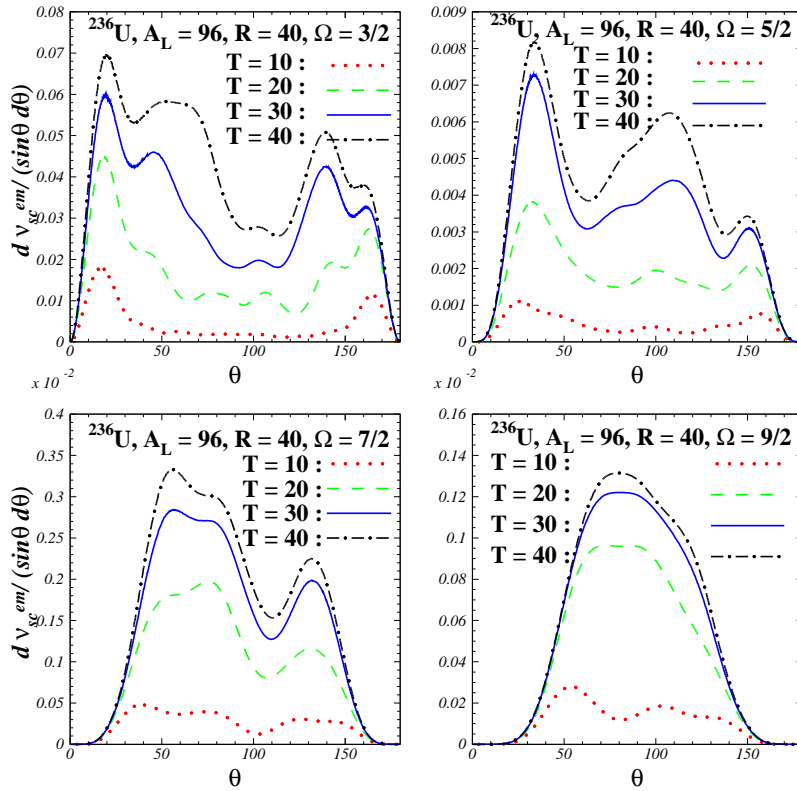 ²³⁶U, A_L = 96, R = 40, Ω = 3/2
T = 10 :
T = 20 :
T = 30 :
T = 40 :
d ν_sc^em/ (sinθ dθ)
0.08
0.07
0.06
0.05
0.04
0.03
0.02
0.01
0
0 50 100 150
θ
²³⁶U, A_L = 96, R = 40, Ω = 5/2
T = 10 :
T = 20 :
T = 30 :
T = 40 :
0.009
0.008
0.007
0.006
0.005
0.004
0.003
0.002
0.001
0
0 50 100 150
θ
x 10 -2
²³⁶U, A_L = 96, R = 40, Ω = 7/2
T = 10 :
T = 20 :
T = 30 :
T = 40 :
d ν_sc^em/ (sinθ dθ)
0.4
0.35
0.3
0.25
0.2
0.15
0.1
0.05
0
0 50 100 150
θ
x 10 -2
²³⁶U, A_L = 96, R = 40, Ω = 9/2
T = 10 :
T = 20 :
T = 30 :
T = 40 :
0.16
0.14
0.12
0.1
0.08
0.06
0.04
0.02
0
0 50 100 150
θ